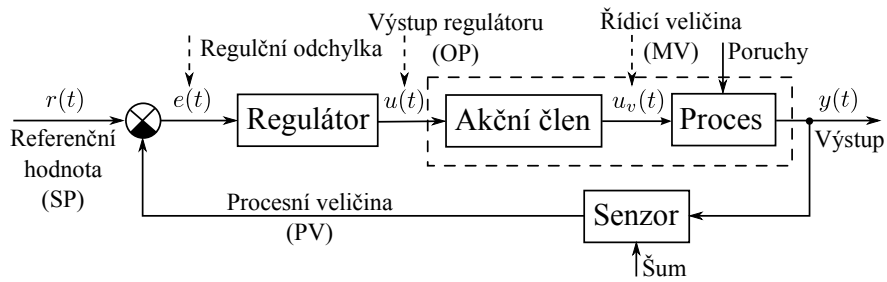 Výstup regulátoru
(OP)
Řídicí veličina
(MV)
Regulční odchylka
Poruchy
r(t)
e(t)
u(t)
u_v(t)
y(t)
Regulátor
Akční člen
Proces
Referenční
hodnota
(SP)
Výstup
Procesní veličina
(PV)
Senzor
Šum